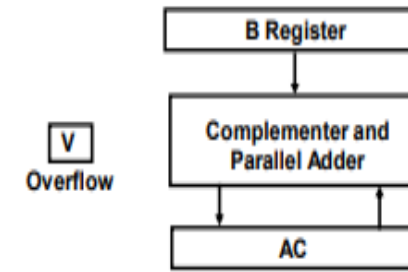 B Register
V
Overflow
Complementer and
Parallel Adder
AC